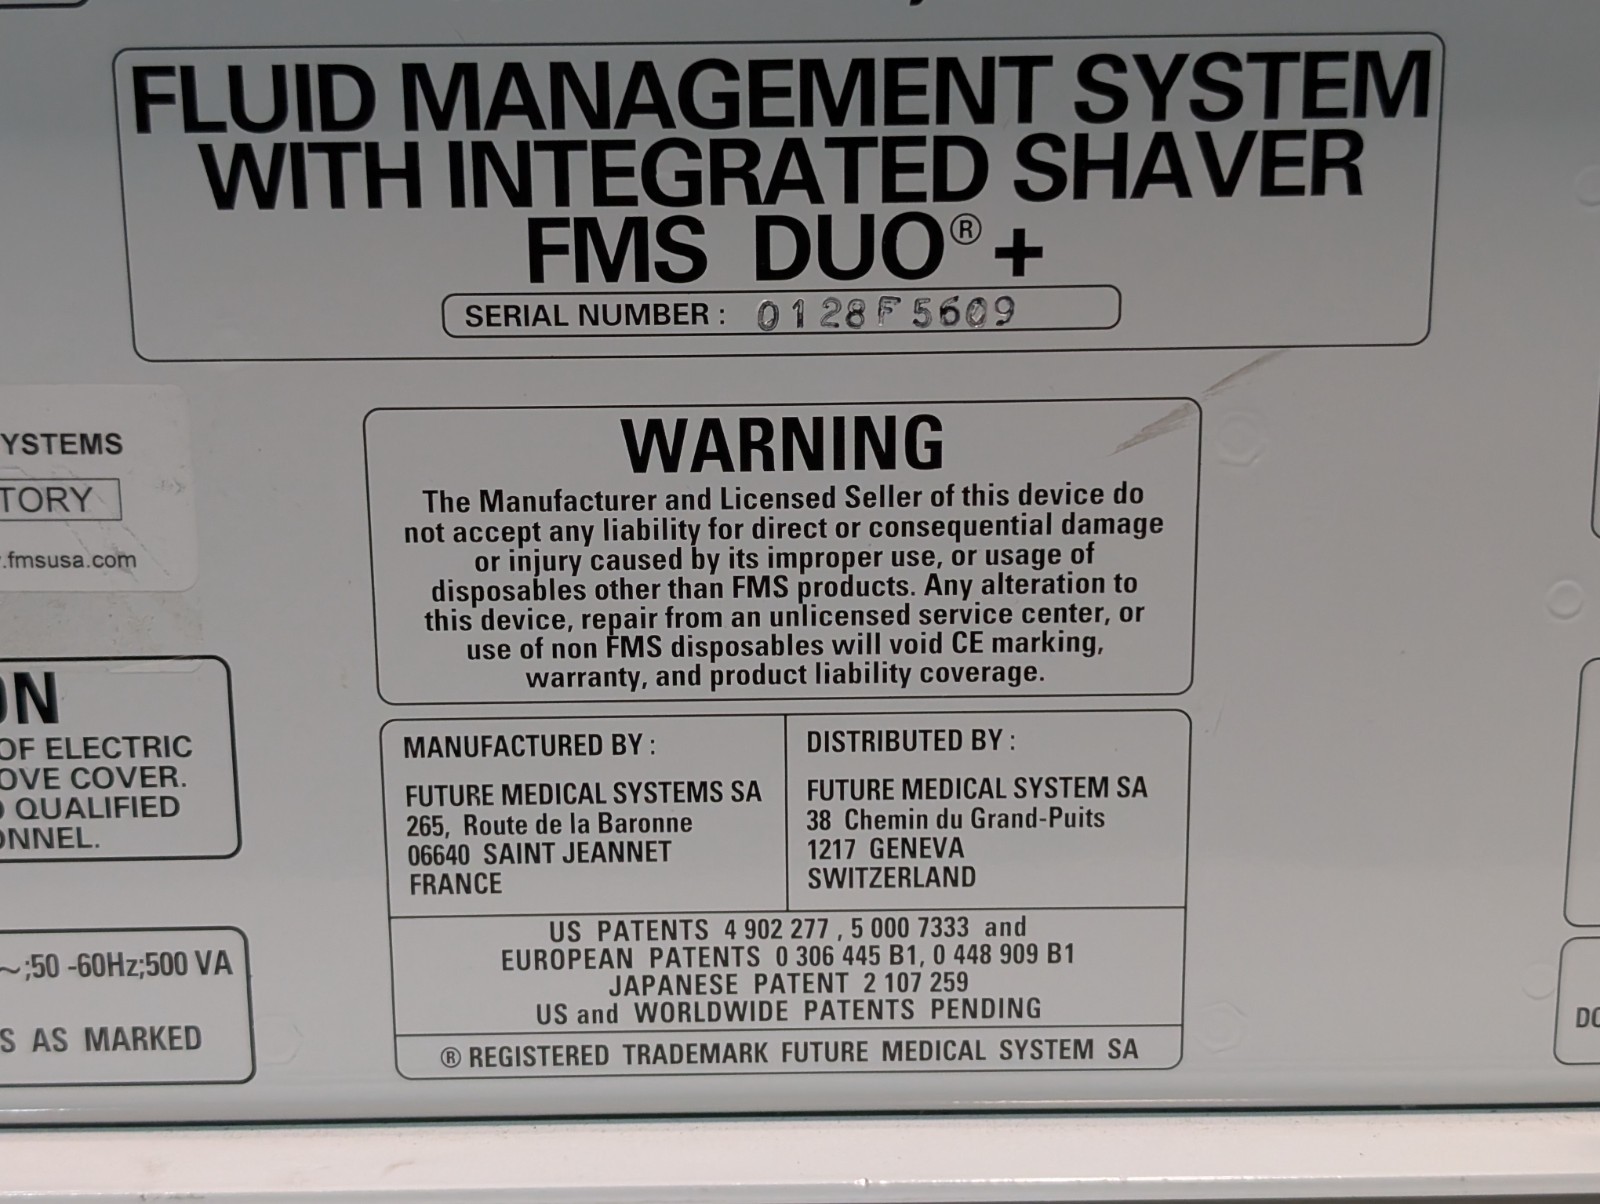 FLUID MANAGEMENT SYSTEM
WITH INTEGRATED SHAVER
FMS DUO® +
SERIAL NUMBER : 0128F5609
YSTEMS
TORY
.fmsusa.com
WARNING
The Manufacturer and Licensed Seller of this device do
not accept any liability for direct or consequential damage
or injury caused by its improper use, or usage of
disposables other than FMS products. Any alteration to
this device, repair from an unlicensed service center, or
use of non FMS disposables will void CE marking,
warranty, and product liability coverage.
ON
OF ELECTRIC
OVE COVER.
QUALIFIED
ONNEL.
~;50 -60Hz;500 VA
S AS MARKED
MANUFACTURED BY :
FUTURE MEDICAL SYSTEMS SA
265, Route de la Baronne
06640 SAINT JEANNET
FRANCE
DISTRIBUTED BY :
FUTURE MEDICAL SYSTEM SA
38 Chemin du Grand-Puits
1217 GENEVA
SWITZERLAND
US PATENTS 4 902 277 , 5 000 7333 and
EUROPEAN PATENTS 0 306 445 B1, 0 448 909 B1
JAPANESE PATENT 2 107 259
US and WORLDWIDE PATENTS PENDING
® REGISTERED TRADEMARK FUTURE MEDICAL SYSTEM SA